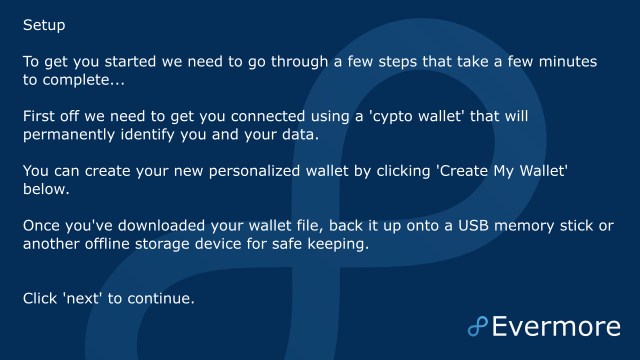 Setup
To get you started we need to go through a few steps that take a few minutes
to complete...
First off we need to get you connected using a 'cypto wallet' that will
permanently identify you and your data.
You can create your new personalized wallet by clicking 'Create My Wallet'
below.
Once you've downloaded your wallet file, back it up onto a USB memory stick or
another offline storage device for safe keeping.
Click 'next' to continue.
Evermore